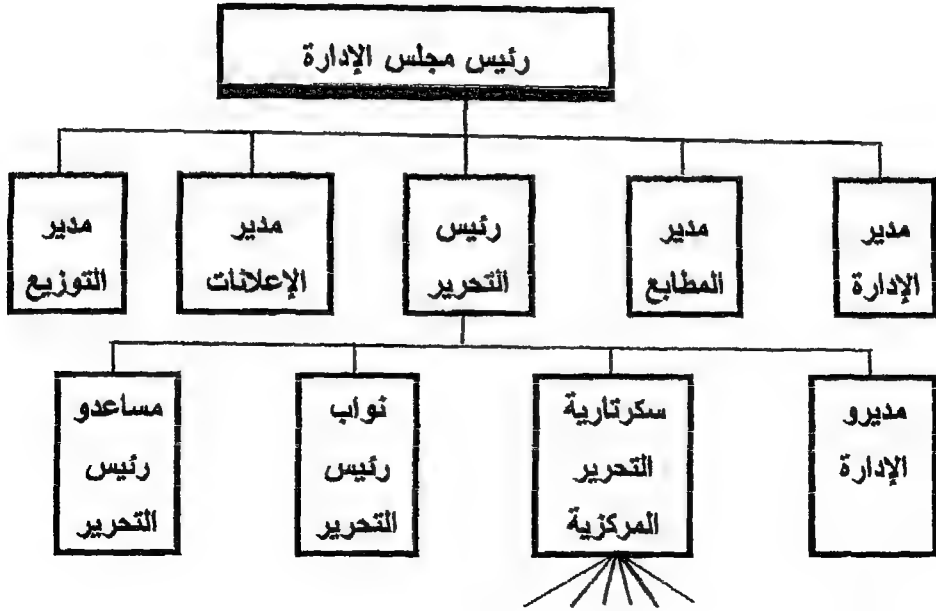 رئيس مجلس الإدارة
مدير
الإدارة
مدير
المطابع
رئيس
التحرير
مدير
الإعلانات
مدير
التوزيع
مديرو
الإدارة
سكرتارية
التحرير
المركزية
نواب
رئيس
التحرير
مساعدو
رئيس
التحرير